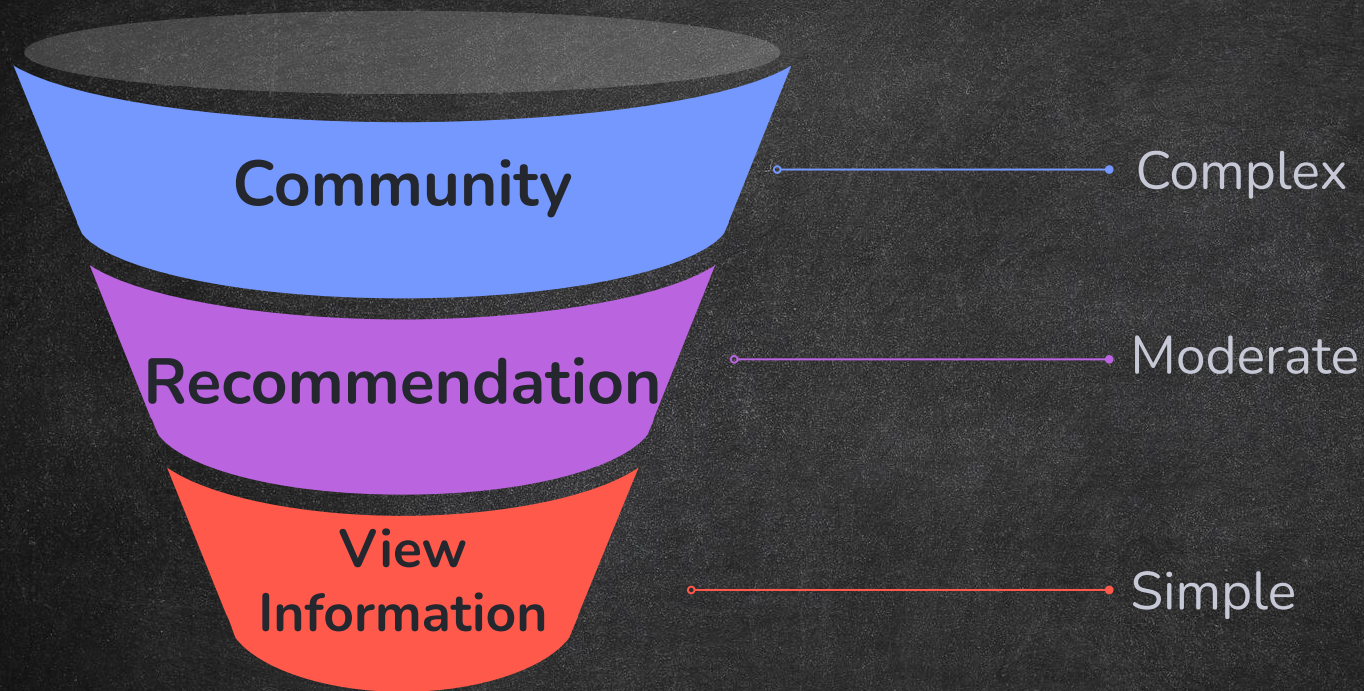 Community
Complex
Recommendation
Moderate
View
Information
Simple